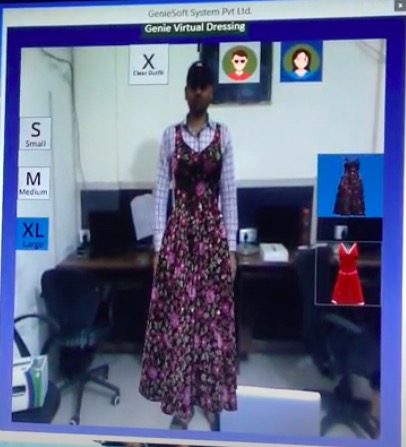 GenieSoft System Pvt Ltd.
Genie Virtual Dressing
X
Clear Outfit
S
Small
M
Medium
XL
Large